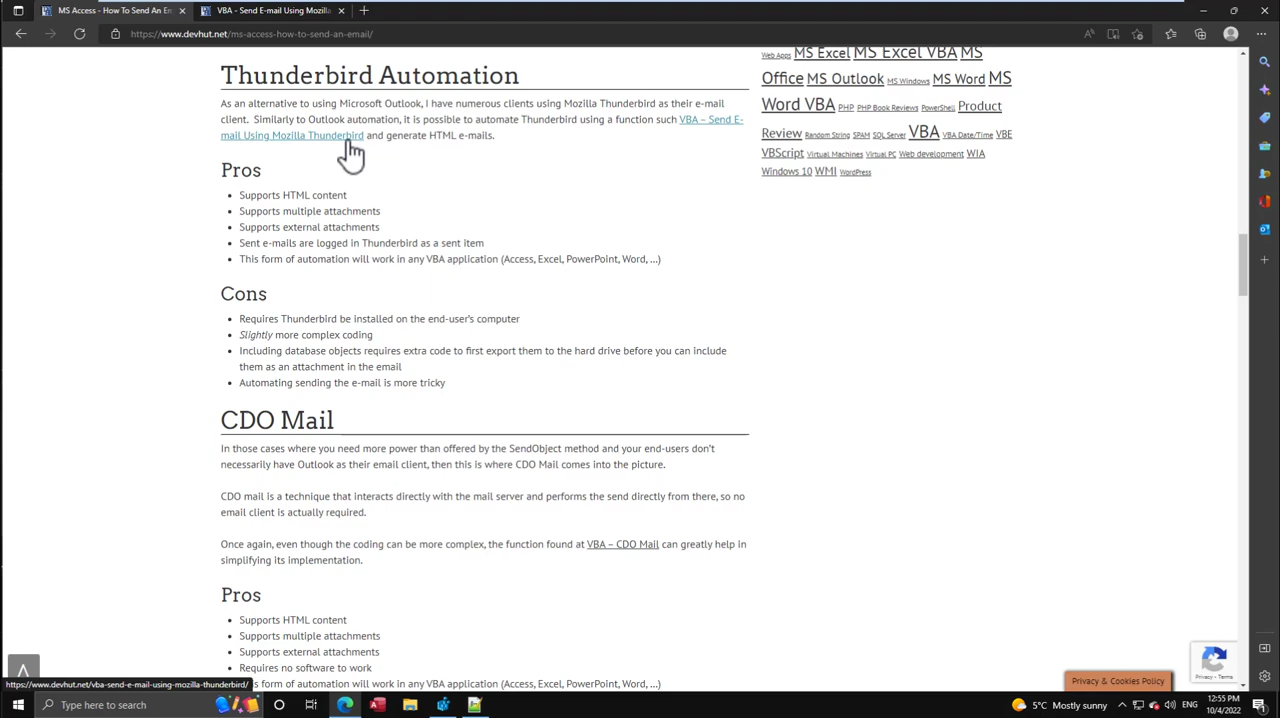 MS Access - How To Send An Em
VBA - Send E-mail Using Mozilla
https://www.devhut.net/ms-access-how-to-send-an-email/
Thunderbird Automation
As an alternative to using Microsoft Outlook, I have numerous clients using Mozilla Thunderbird as their e-mail
client.  Similarly to Outlook automation, it is possible to automate Thunderbird using a function such VBA – Send E-
mail Using Mozilla Thunderbird and generate HTML e-mails.
Pros
• Supports HTML content
• Supports multiple attachments
• Supports external attachments
• Sent e-mails are logged in Thunderbird as a sent item
• This form of automation will work in any VBA application (Access, Excel, PowerPoint, Word, …)
Cons
• Requires Thunderbird be installed on the end-user's computer
• Slightly more complex coding
• Including database objects requires extra code to first export them to the hard drive before you can include
them as an attachment in the email
• Automating sending the e-mail is more tricky
CDO Mail
In those cases where you need more power than offered by the SendObject method and your end-users don't
necessarily have Outlook as their email client, then this is where CDO Mail comes into the picture.
CDO mail is a technique that interacts directly with the mail server and performs the send directly from there, so no
email client is actually required.
Once again, even though the coding can be more complex, the function found at VBA – CDO Mail can greatly help in
simplifying its implementation.
Pros
• Supports HTML content
• Supports multiple attachments
• Supports external attachments
• Requires no software to work
is form of automation will work in any VBA application (Access, Excel, PowerPoint, Word, …)
Web Apps MS Excel MS Excel VBA MS
Office MS Outlook MS Windows MS Word MS
Word VBA PHP PHP Book Reviews PowerShell Product
Review Random String SPAM SQL Server VBA VBA Date/Time VBE
VBScript Virtual Machines Virtual PC Web development WIA
Windows 10 WMI WordPress
Privacy - Terms
Privacy & Cookies Policy
https://www.devhut.net/vba-send-e-mail-using-mozilla-thunderbird/
Type here to search
5°C Mostly sunny
ENG
12:55 PM
10/4/2022